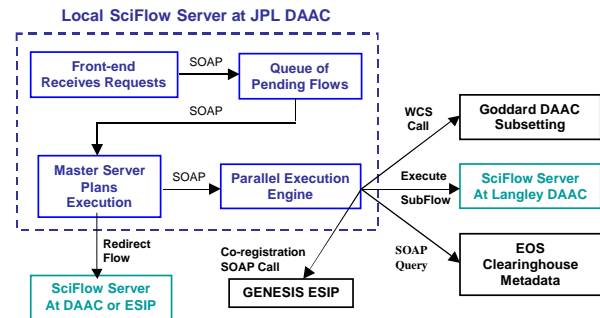 Local SciFlow Server at JPL DAAC
Front-end
Receives Requests
SOAP
Queue of
Pending Flows
SOAP
WCS
Call
Goddard DAAC
Subsetting
Master Server
Plans
Execution
SOAP
Parallel Execution
Engine
Execute
SubFlow
SciFlow Server
At Langley DAAC
Redirect
Flow
Co-registration
SOAP Call
SOAP
Query
EOS
Clearinghouse
Metadata
SciFlow Server
At DAAC or ESIP
GENESIS ESIP